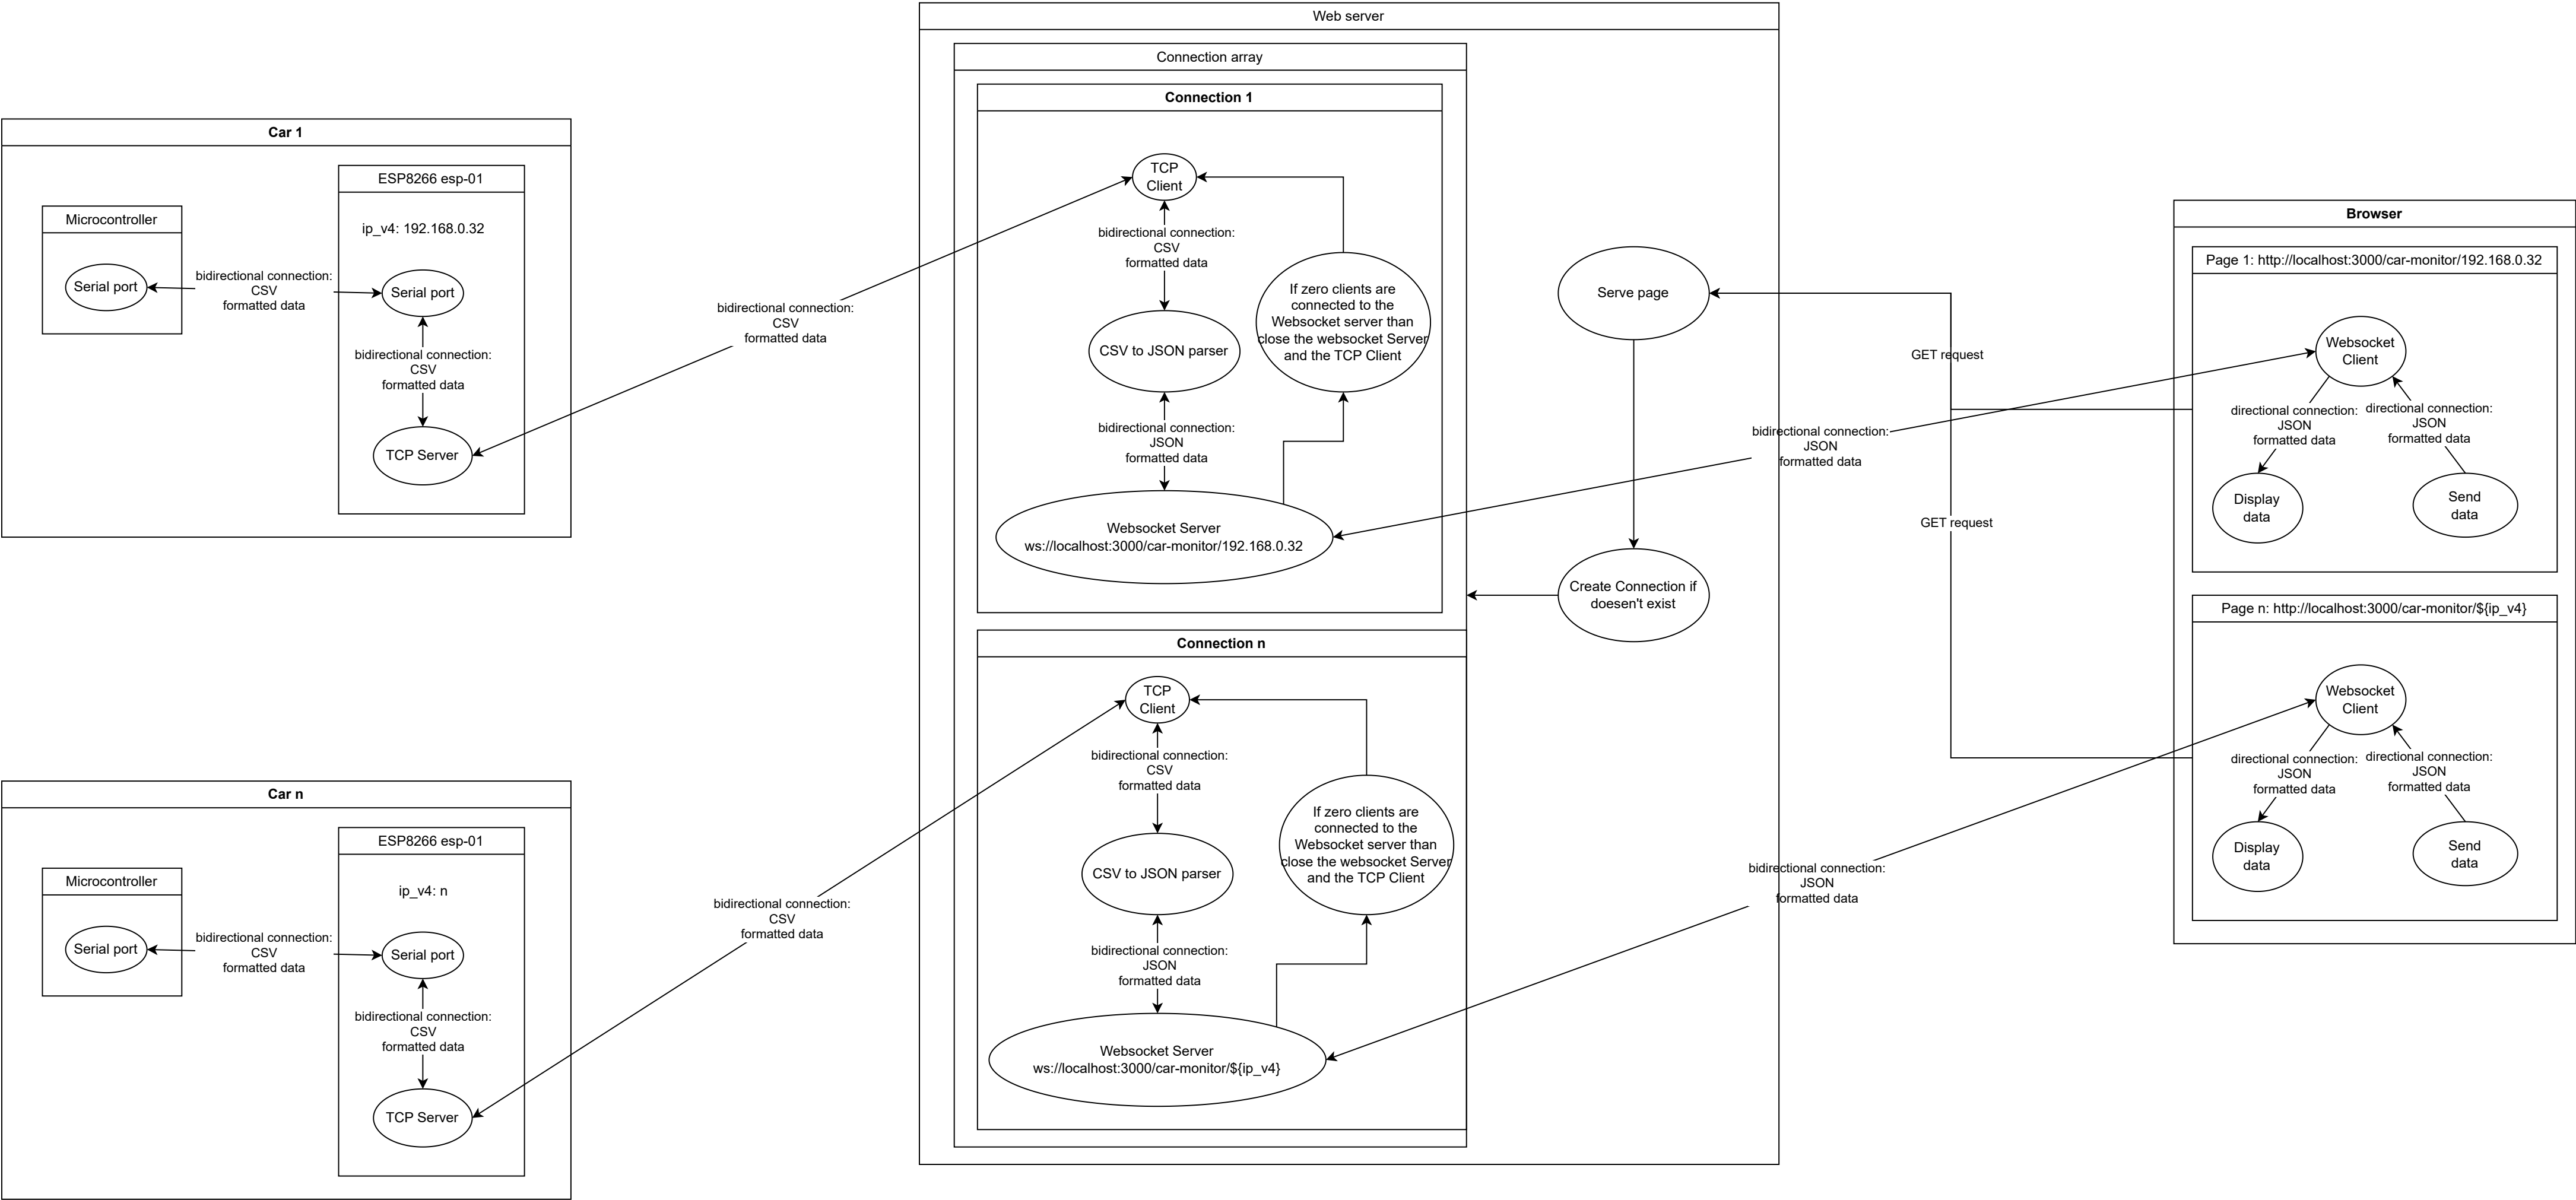 Web server
Connection array
Connection 1
TCP
Client
bidirectional connection:
CSV
formatted data
CSV to JSON parser
bidirectional connection:
JSON
formatted data
Websocket Server
ws://localhost:3000/car-monitor/192.168.0.32
If zero clients are
connected to the
Websocket server than
close the websocket Server
and the TCP Client
Connection n
TCP
Client
bidirectional connection:
CSV
formatted data
CSV to JSON parser
bidirectional connection:
JSON
formatted data
Websocket Server
ws://localhost:3000/car-monitor/${ip_v4}
If zero clients are
connected to the
Websocket server than
close the websocket Server
and the TCP Client
Serve page
Create Connection if
doesen't exist
Car 1
Microcontroller
Serial port
bidirectional connection:
CSV
formatted data
ESP8266 esp-01
ip_v4: 192.168.0.32
Serial port
bidirectional connection:
CSV
formatted data
TCP Server
bidirectional connection:
CSV
formatted data
Car n
Microcontroller
Serial port
bidirectional connection:
CSV
formatted data
ESP8266 esp-01
ip_v4: n
Serial port
bidirectional connection:
CSV
formatted data
TCP Server
bidirectional connection:
CSV
formatted data
GET request
bidirectional connection:
JSON
formatted data
GET request
bidirectional connection:
JSON
formatted data
Browser
Page 1: http://localhost:3000/car-monitor/192.168.0.32
Websocket
Client
directional connection:
JSON
formatted data
directional connection:
JSON
formatted data
Display
data
Send
data
Page n: http://localhost:3000/car-monitor/${ip_v4}
Websocket
Client
directional connection:
JSON
formatted data
directional connection:
JSON
formatted data
Display
data
Send
data